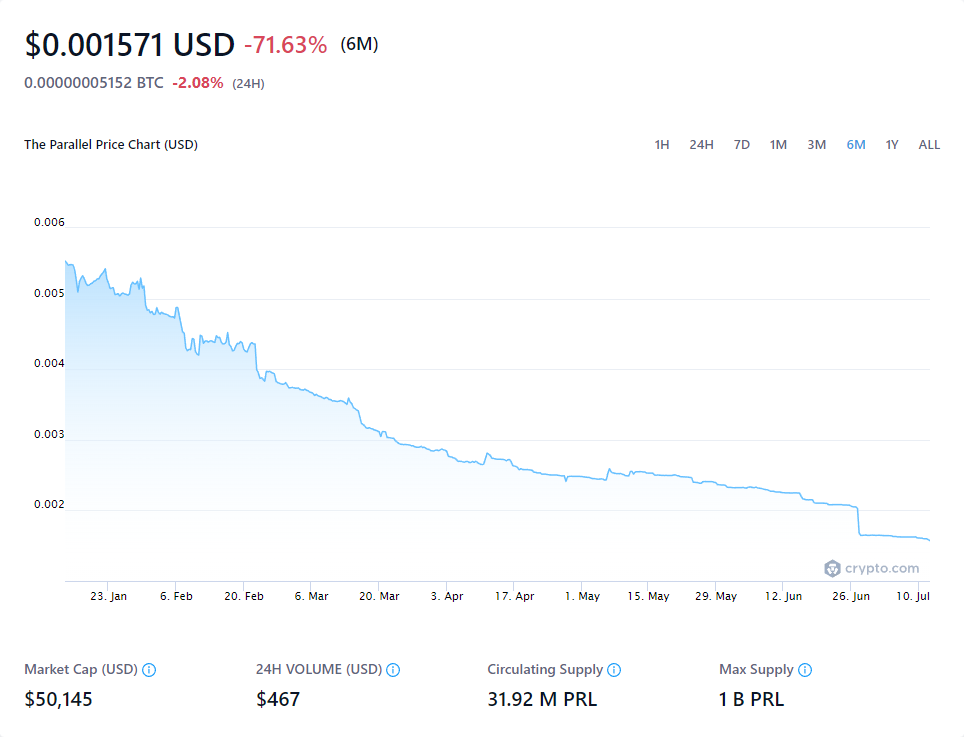 $0.001571 USD -71.63% (6M)
0.00000005152 BTC -2.08% (24H)
The Parallel Price Chart (USD)
1H 24H 7D 1M 3M 6M 1Y ALL
0.006
0.005
0.004
0.003
0.002
crypto.com
23. Jan 6. Feb 20. Feb 6. Mar 20. Mar 3. Apr 17. Apr 1. May 15. May 29. May 12. Jun 26. Jun 10. Jul
Market Cap (USD) 24H VOLUME (USD) Circulating Supply Max Supply
$50,145 $467 31.92 M PRL 1 B PRL